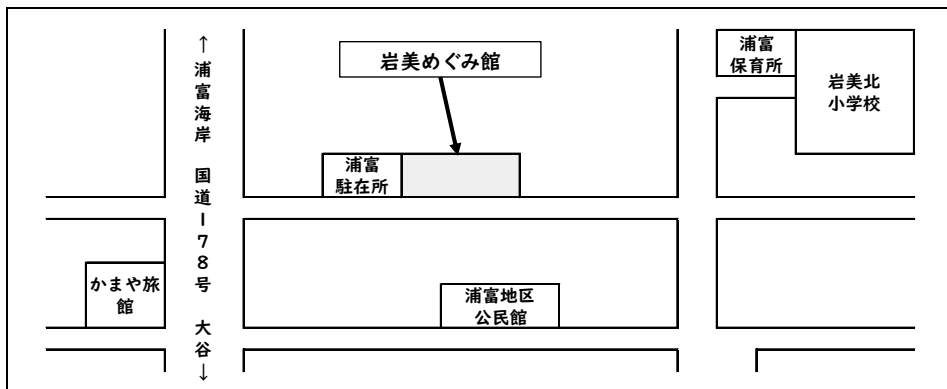 ↑浦富海岸 国道178号 大谷↓
岩美めぐみ館
浦富
保育所
岩美北
小学校
浦富
駐在所
かまや旅
館
浦富地区
公民館